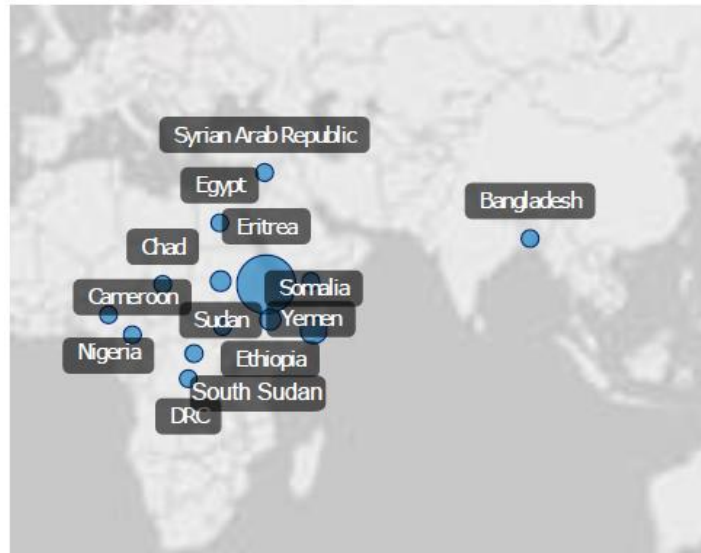 Syrian Arab Republic
Egypt
Bangladesh
Eritrea
Chad
Somalia
Cameroon
Sudan
Yemen
Nigeria
Ethiopia
South Sudan
DRC